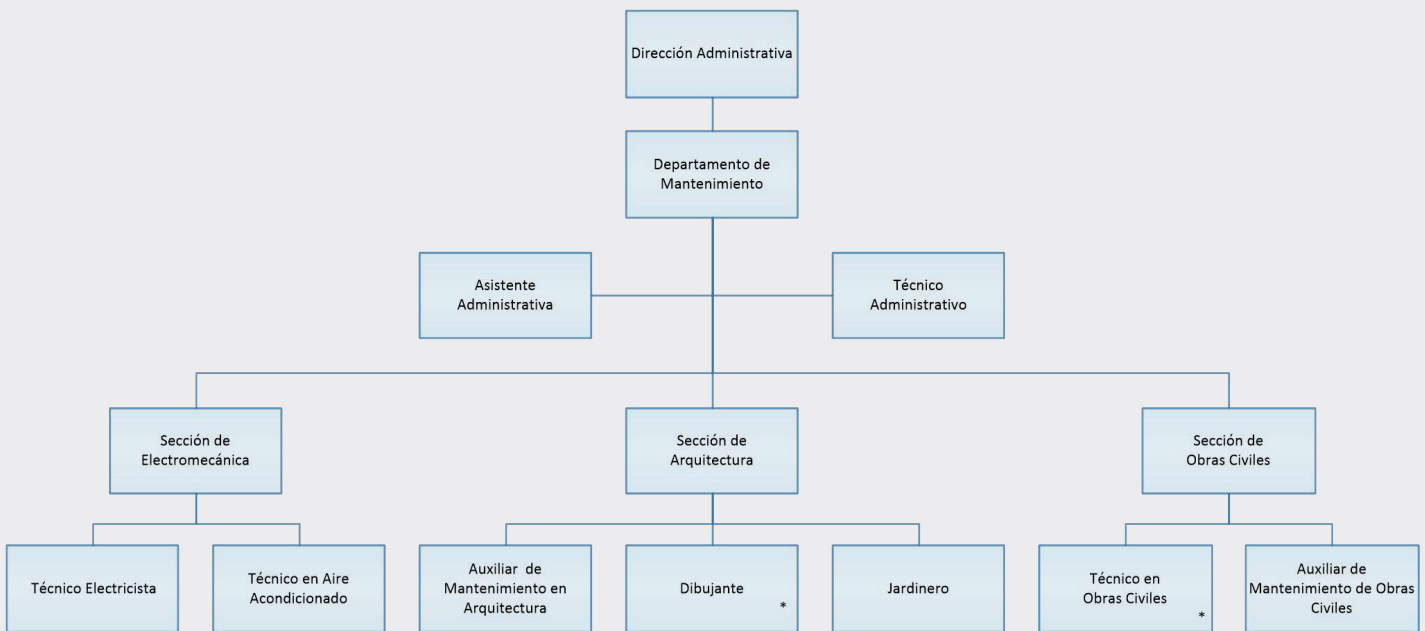 Dirección Administrativa
Departamento de
Mantenimiento
Asistente
Administrativa
Técnico
Administrativo
Sección de
Electromecánica
Sección de
Arquitectura
Sección de
Obras Civiles
Técnico Electricista
Técnico en Aire
Acondicionado
Auxiliar de
Mantenimiento en
Arquitectura
Dibujante
*
Jardinero
Técnico en
Obras Civiles
*
Auxiliar de
Mantenimiento de Obras
Civiles